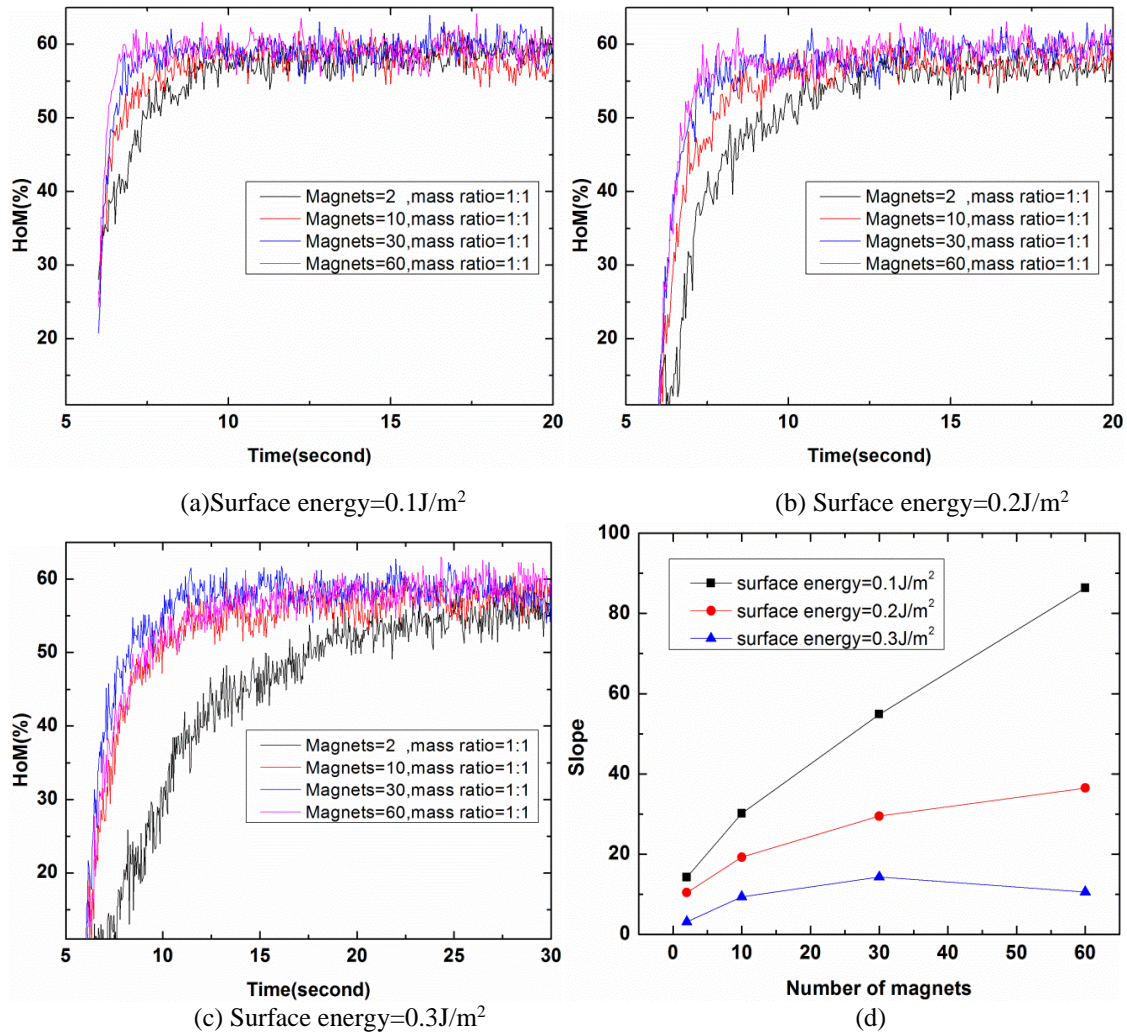 HoM(%)
60
50
40
30
20
Magnets=2 ,mass ratio=1:1
Magnets=10,mass ratio=1:1
Magnets=30,mass ratio=1:1
Magnets=60,mass ratio=1:1
5 10 15 20
Time(second)
(a)Surface energy=0.1J/m²
HoM(%)
60
50
40
30
20
Magnets=2 ,mass ratio=1:1
Magnets=10,mass ratio=1:1
Magnets=30,mass ratio=1:1
Magnets=60,mass ratio=1:1
5 10 15 20
Time(second)
(b) Surface energy=0.2J/m²
HoM(%)
60
50
40
30
20
Magnets=2 ,mass ratio=1:1
Magnets=10,mass ratio=1:1
Magnets=30,mass ratio=1:1
Magnets=60,mass ratio=1:1
5 10 15 20 25 30
Time(second)
(c) Surface energy=0.3J/m²
Slope
100
80
60
40
20
0
surface energy=0.1J/m²
surface energy=0.2J/m²
surface energy=0.3J/m²
0 10 20 30 40 50 60
Number of magnets
(d)